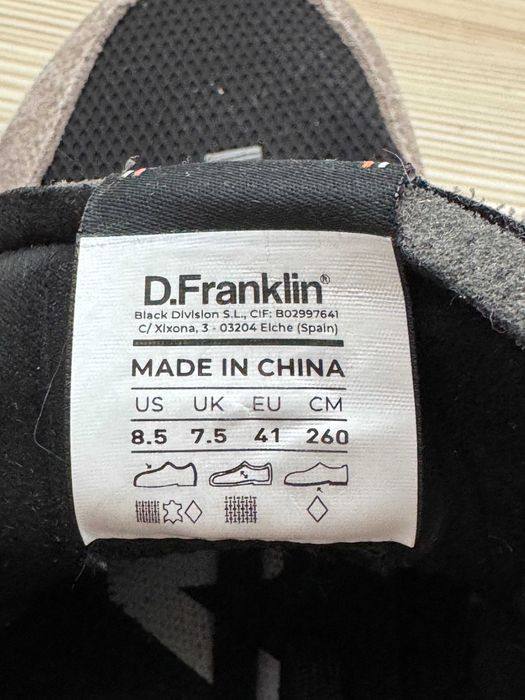 D.Franklin®
Black Division S.L., CIF: B02997641
C/ Xixona, 3 - 03204 Elche (Spain)
MADE IN CHINA
US UK EU CM
8.5 7.5 41 260